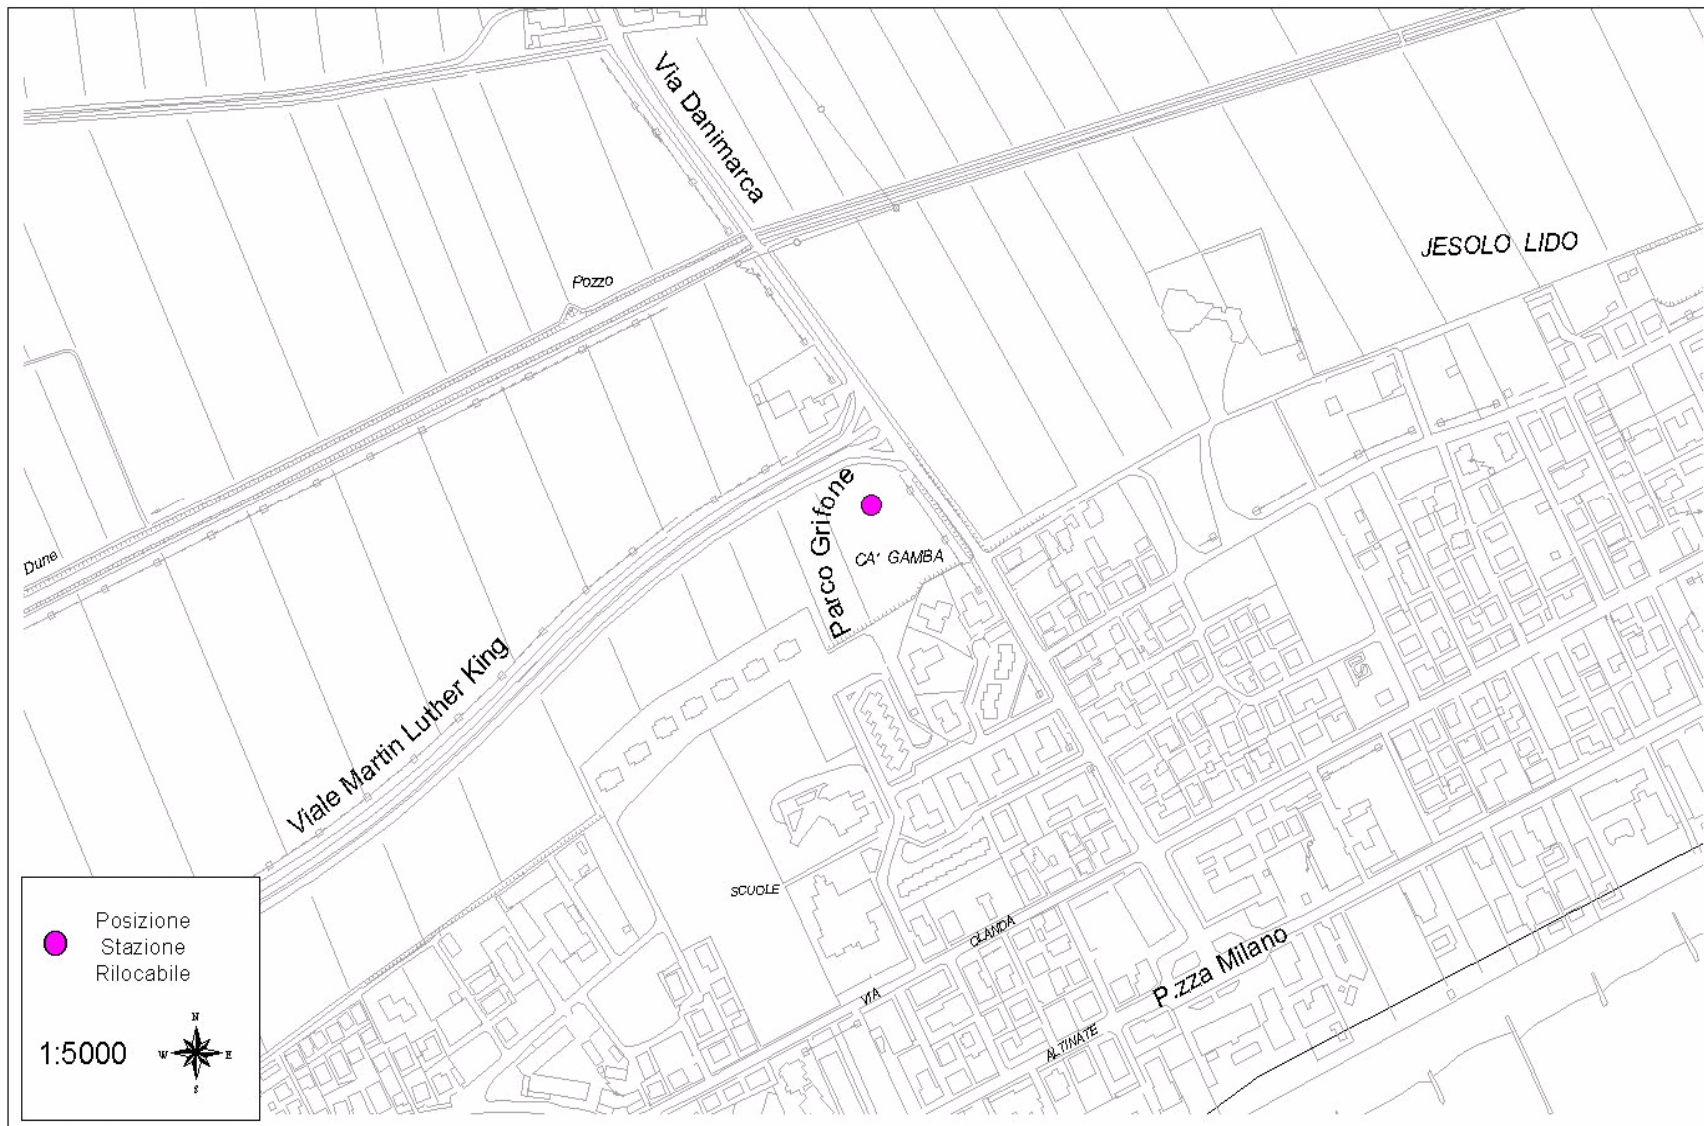 Via Danimarca
JESOLO LIDO
Pozzo
Dune
Parco Grifone
CA' GAMBA
Viale Martin Luther King
SCUOLE
VIA
OLANDA
P.zza Milano
ALTINATE
Posizione
Stazione
Rilocabile
1:5000
N
W
E
S